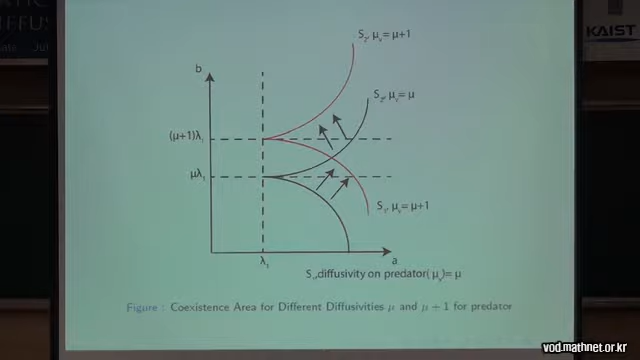 KAIST
S₂, μᵥ= μ+1
b
S₂, μᵥ= μ
(μ+1)λ₁
μλ₁
S₁, μᵥ= μ+1
λ₁
a
S₁, diffusivity on predator( μᵥ)= μ
Figure : Coexistence Area for Different Diffusivities μ and μ + 1 for predator
vod.mathnet.or.kr